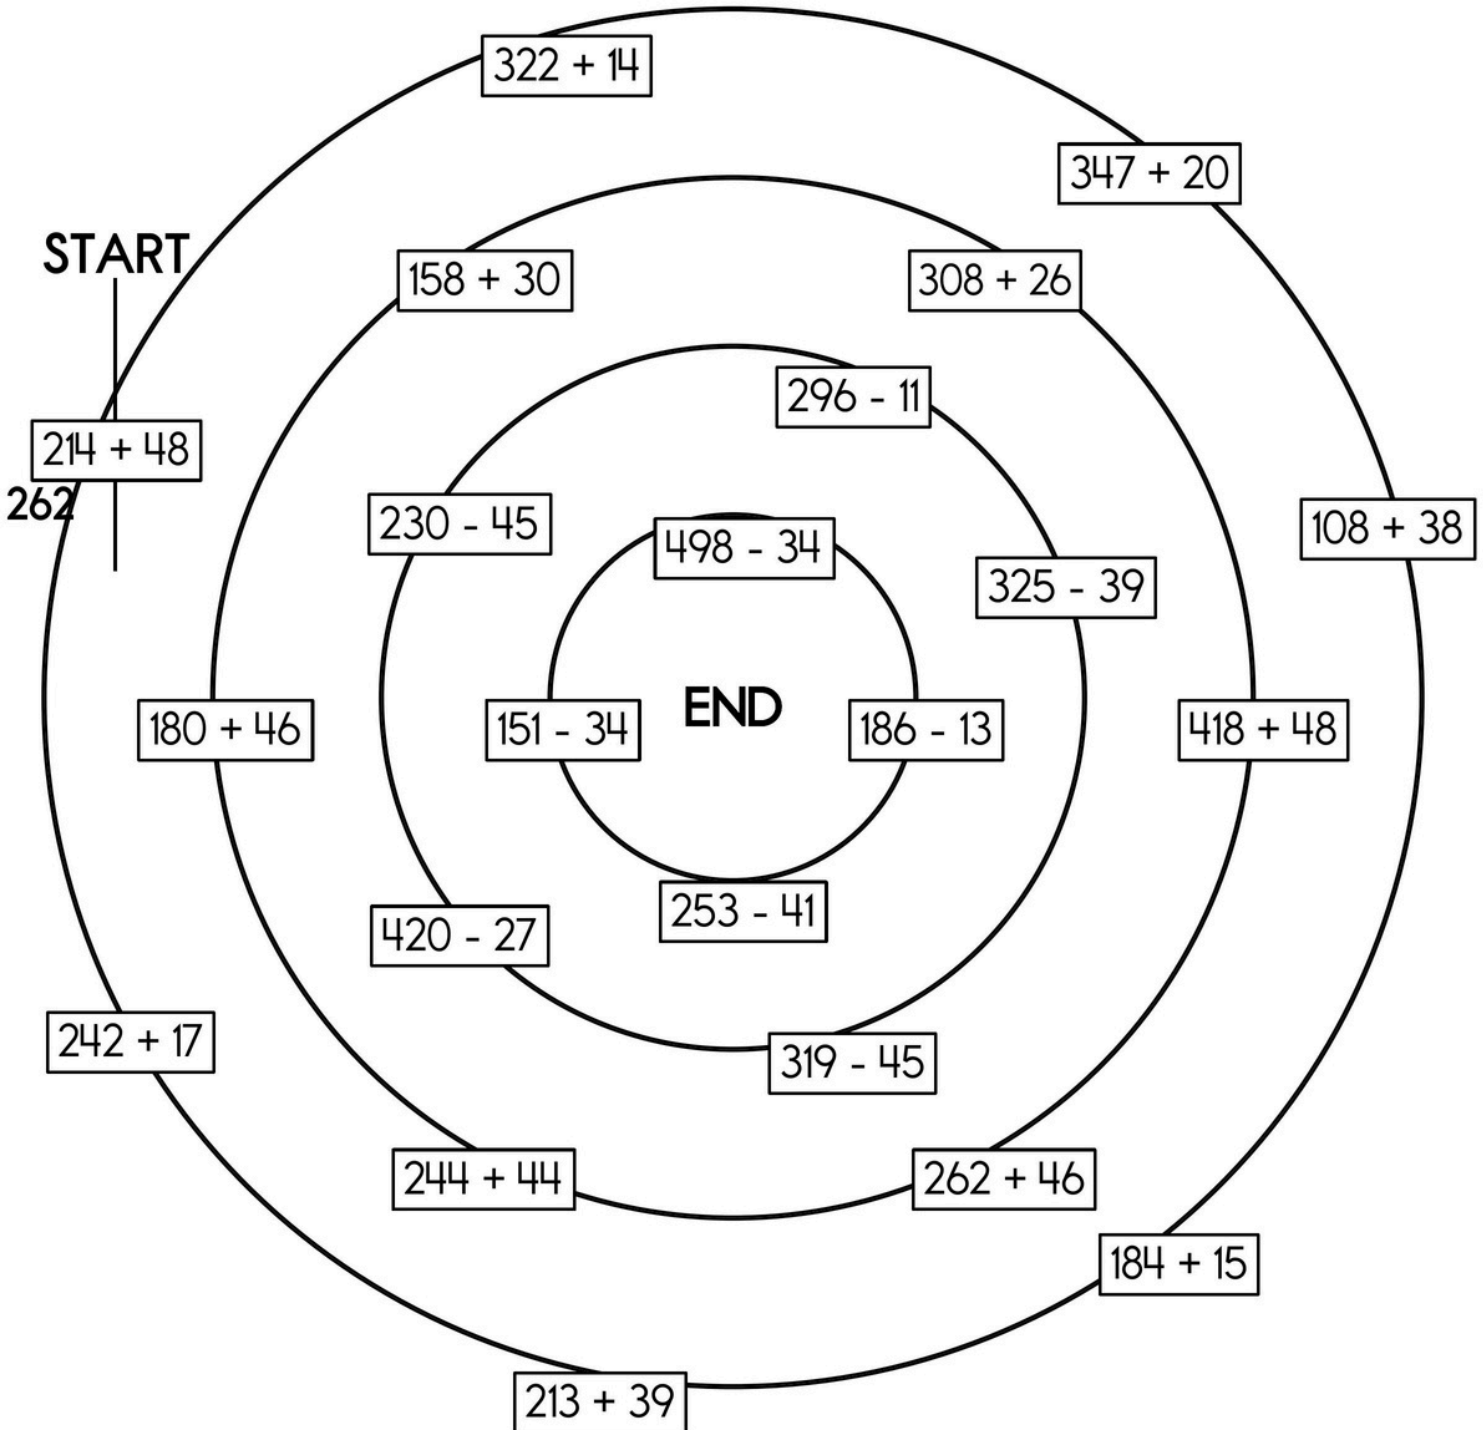 322 + 14
347 + 20
START
158 + 30
308 + 26
296 - 11
214 + 48
262
230 - 45
108 + 38
498 - 34
325 - 39
END
180 + 46
151 - 34
186 - 13
418 + 48
253 - 41
420 - 27
242 + 17
319 - 45
244 + 44
262 + 46
184 + 15
213 + 39